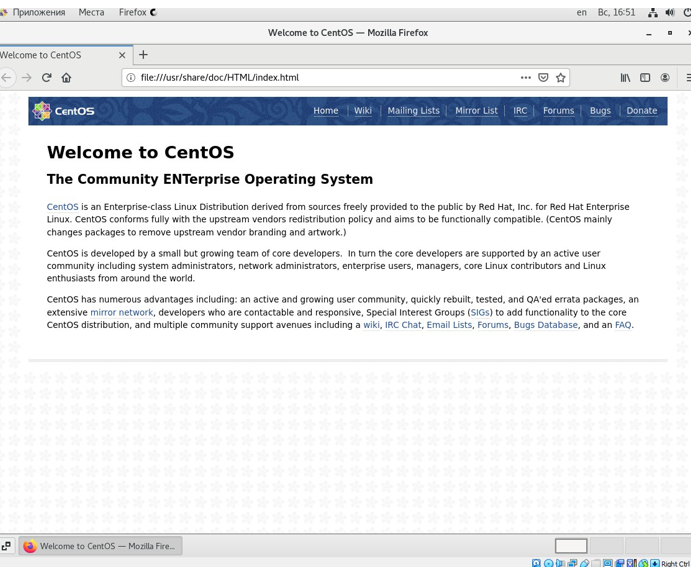 Приложения Места Firefox en Вс, 16:51
Welcome to CentOS — Mozilla Firefox
Welcome to CentOS
file:///usr/share/doc/HTML/index.html
CentOS Home Wiki Mailing Lists Mirror List IRC Forums Bugs Donate
Welcome to CentOS
The Community ENTerprise Operating System
CentOS is an Enterprise-class Linux Distribution derived from sources freely provided to the public by Red Hat, Inc. for Red Hat Enterprise
Linux. CentOS conforms fully with the upstream vendors redistribution policy and aims to be functionally compatible. (CentOS mainly
changes packages to remove upstream vendor branding and artwork.)
CentOS is developed by a small but growing team of core developers. In turn the core developers are supported by an active user
community including system administrators, network administrators, enterprise users, managers, core Linux contributors and Linux
enthusiasts from around the world.
CentOS has numerous advantages including: an active and growing user community, quickly rebuilt, tested, and QA'ed errata packages, an
extensive mirror network, developers who are contactable and responsive, Special Interest Groups (SIGs) to add functionality to the core
CentOS distribution, and multiple community support avenues including a wiki, IRC Chat, Email Lists, Forums, Bugs Database, and an FAQ.
Welcome to CentOS — Mozilla Fire...
Right Ctrl